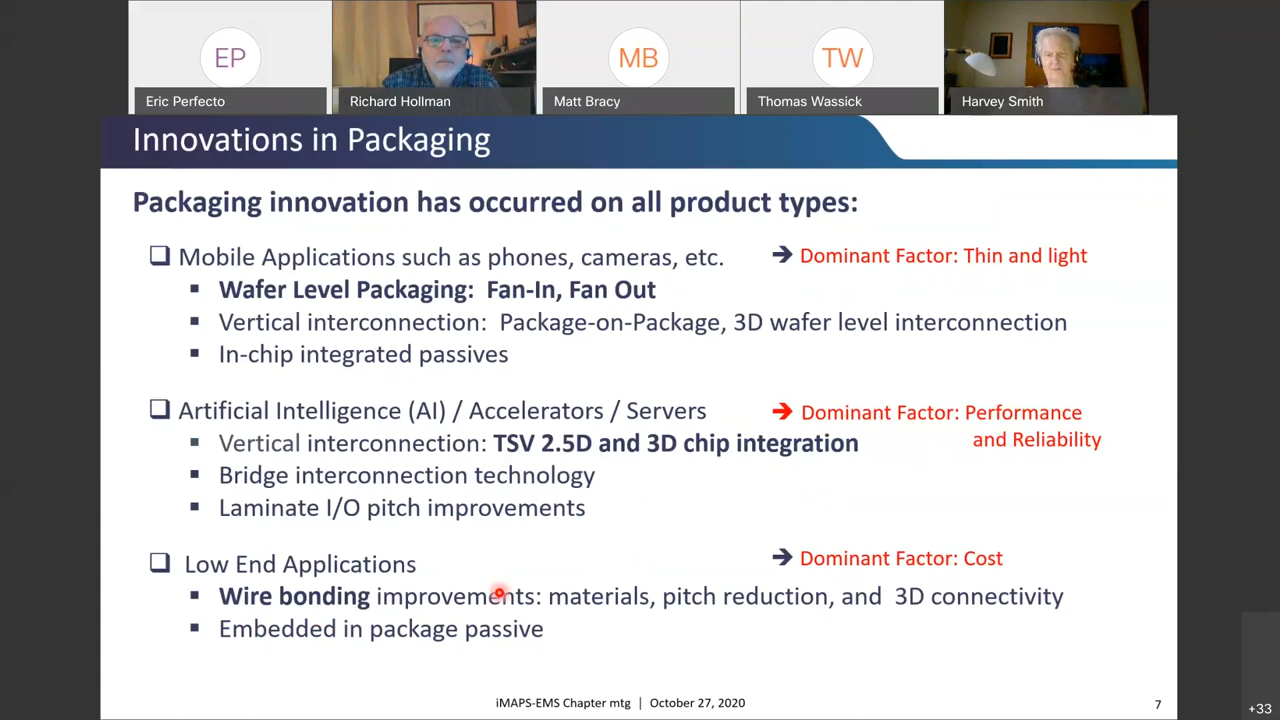 EP
MB
TW
Eric Perfecto
Richard Hollman
Matt Bracy
Thomas Wassick
Harvey Smith
Innovations in Packaging
Packaging innovation has occurred on all product types:
Mobile Applications such as phones, cameras, etc.
➔ Dominant Factor: Thin and light
Wafer Level Packaging: Fan-In, Fan Out
Vertical interconnection: Package-on-Package, 3D wafer level interconnection
In-chip integrated passives
Artificial Intelligence (AI) / Accelerators / Servers
➔ Dominant Factor: Performance
and Reliability
Vertical interconnection: TSV 2.5D and 3D chip integration
Bridge interconnection technology
Laminate I/O pitch improvements
Low End Applications
➔ Dominant Factor: Cost
Wire bonding improvements: materials, pitch reduction, and 3D connectivity
Embedded in package passive
iMAPS-EMS Chapter mtg | October 27, 2020
7
+33